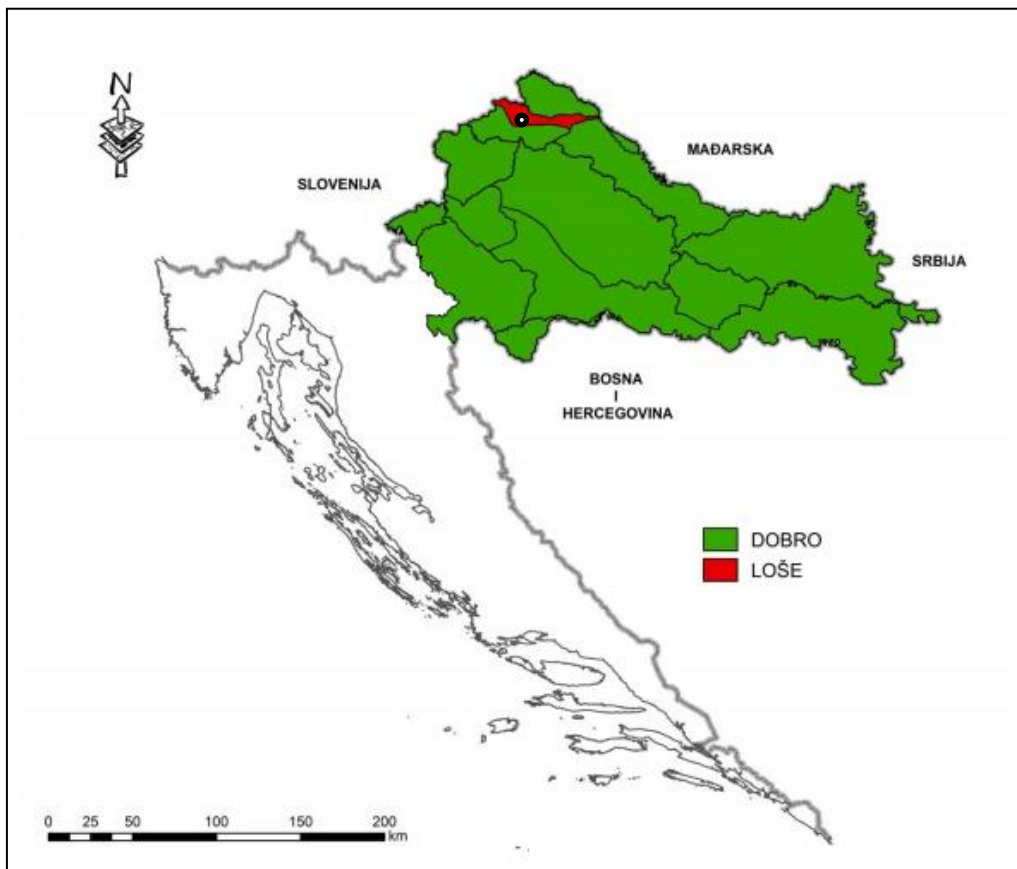 N
MAĐARSKA
SLOVENIJA
SRBIJA
BOSNA
I
HERCEGOVINA
DOBRO
LOŠE
0 25 50 100 150 200
km